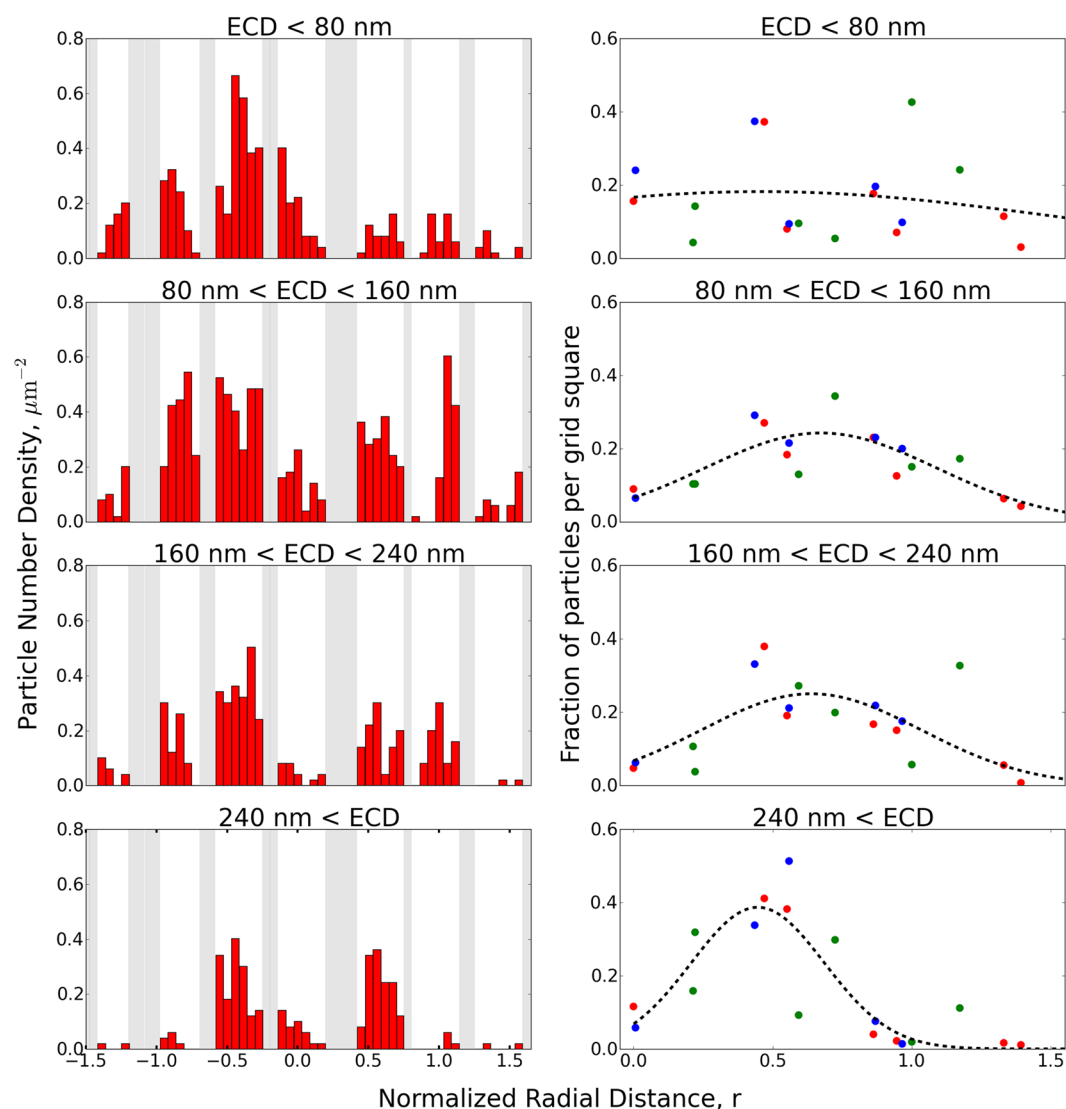 ECD < 80 nm
ECD < 80 nm
0.8
0.6
0.4
0.2
0.0
0.6
0.4
0.2
0.0
80 nm < ECD < 160 nm
80 nm < ECD < 160 nm
0.8
0.6
0.4
0.2
0.0
0.6
0.4
0.2
0.0
160 nm < ECD < 240 nm
160 nm < ECD < 240 nm
0.8
0.6
0.4
0.2
0.0
0.6
0.4
0.2
0.0
240 nm < ECD
240 nm < ECD
0.8
0.6
0.4
0.2
0.0
0.6
0.4
0.2
0.0
−1.5 −1.0 −0.5 0.0 0.5 1.0 1.5
0.0 0.5 1.0 1.5
Particle Number Density, μm⁻²
Fraction of particles per grid square
Normalized Radial Distance, r